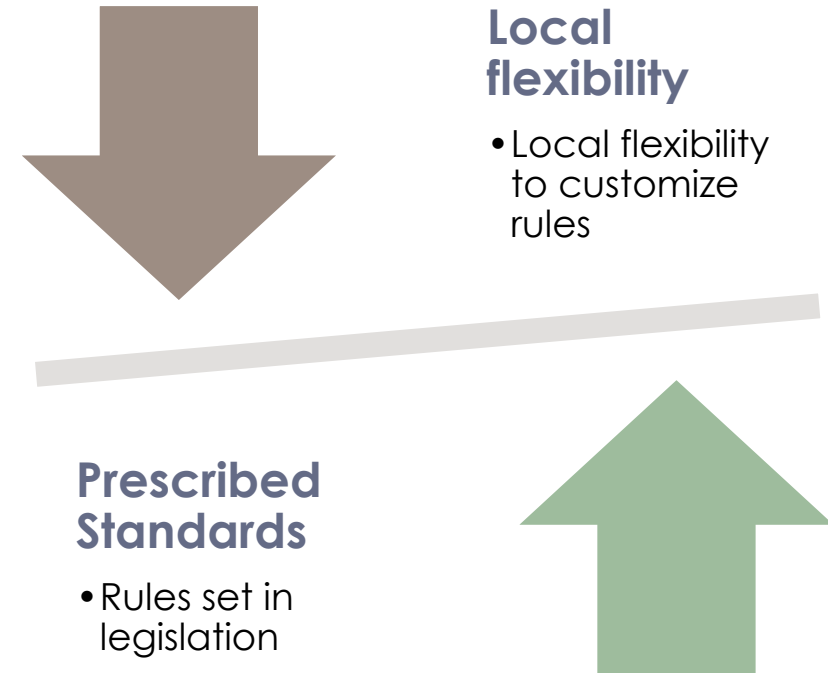 Local
flexibility
•Local flexibility
to customize
rules
Prescribed
Standards
•Rules set in
legislation